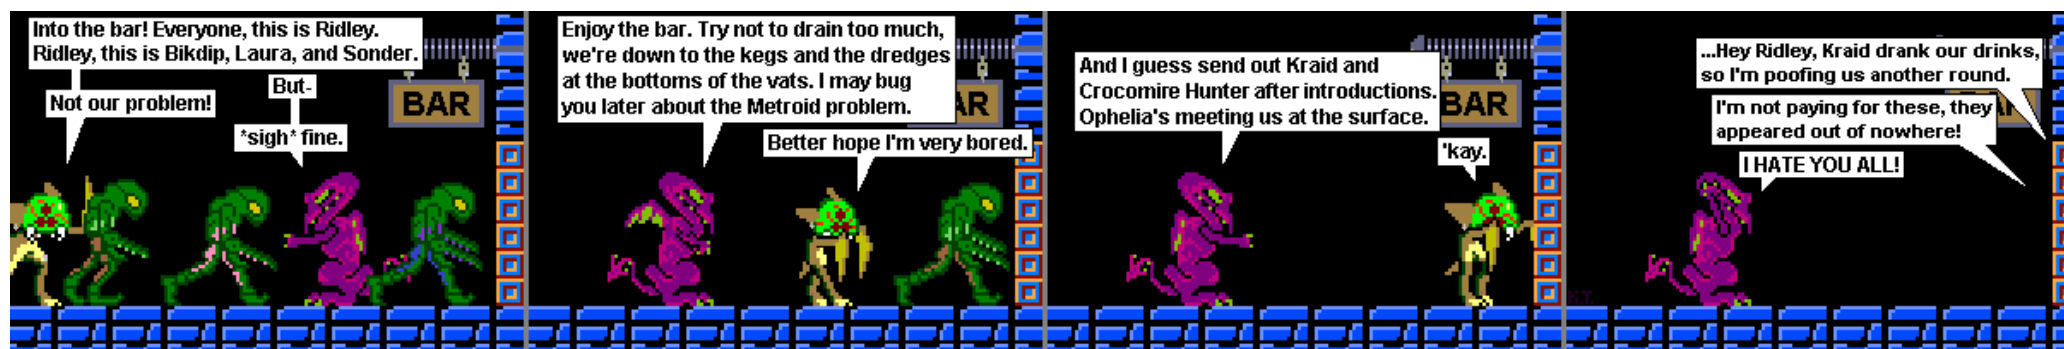 Into the bar! Everyone, this is Ridley.
Ridley, this is Bikdip, Laura, and Sonder.
Not our problem!
But-
*sigh* fine.
BAR
Enjoy the bar. Try not to drain too much,
we're down to the kegs and the dredges
at the bottoms of the vats. I may bug
you later about the Metroid problem.
Better hope I'm very bored.
AR
And I guess send out Kraid and
Crocomire Hunter after introductions.
Ophelia's meeting us at the surface.
'kay.
BAR
...Hey Ridley, Kraid drank our drinks,
so I'm poofing us another round.
I'm not paying for these, they
appeared out of nowhere!
I HATE YOU ALL!
K.T.